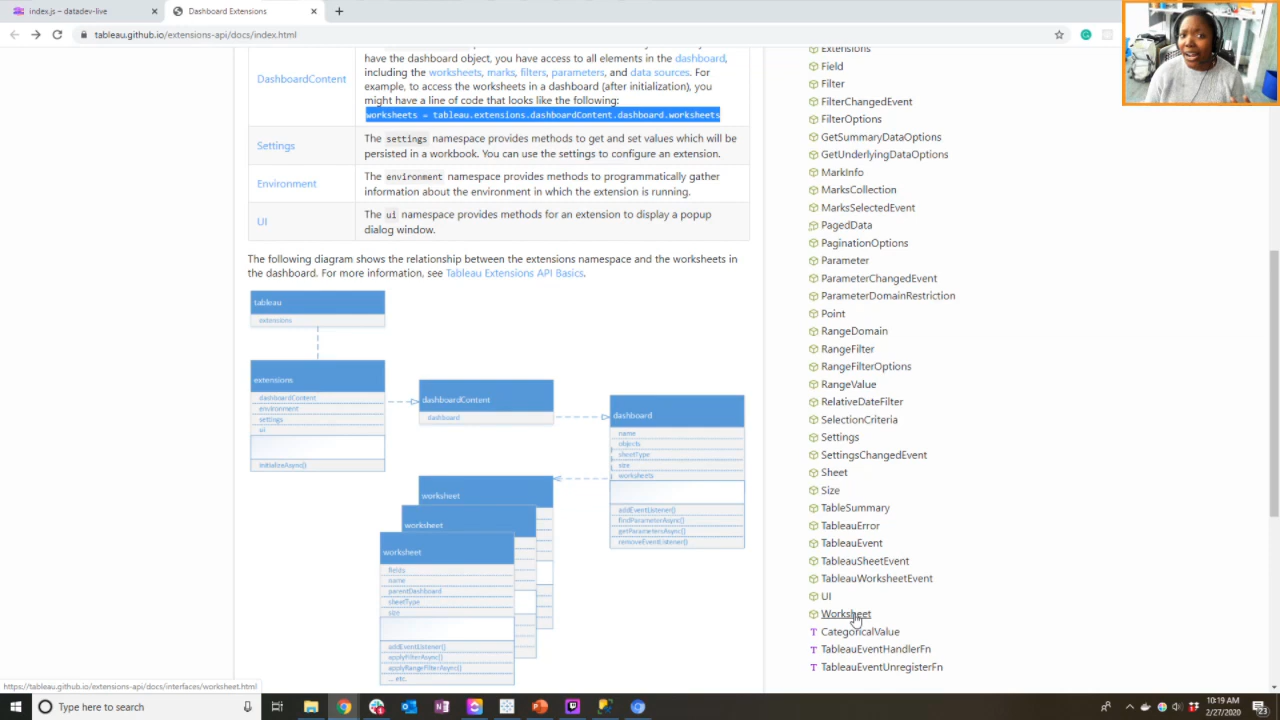 index.js - datadev-live
Dashboard Extensions
tableau.github.io/extensions-api/docs/index.html
have the dashboard object, you have access to all elements in the dashboard,
DashboardContent
including the worksheets, marks, filters, parameters, and data sources. For
example, to access the worksheets in a dashboard (after initialization), you
might have a line of code that looks like the following:
worksheets = tableau.extensions.dashboardContent.dashboard.worksheets
Settings
The settings namespace provides methods to get and set values which will be
persisted in a workbook. You can use the settings to configure an extension.
Environment
The environment namespace provides methods to programmatically gather
information about the environment in which the extension is running.
UI
The ui namespace provides methods for an extension to display a popup
dialog window.
The following diagram shows the relationship between the extensions namespace and the worksheets in
the dashboard. For more information, see Tableau Extensions API Basics.
tableau
extensions
extensions
dashboardContent
environment
settings
ui
initializeAsync()
dashboardContent
dashboard
dashboard
name
objects
sheetType
size
worksheets
addEventListener()
findParameterAsync()
getParametersAsync()
removeEventListener()
worksheet
worksheet
worksheet
fields
name
parentDashboard
sheetType
size
addEventListener()
applyFilterAsync()
applyRangeFilterAsync()
... etc.
Extensions
Field
Filter
FilterChangedEvent
FilterOptions
GetSummaryDataOptions
GetUnderlyingDataOptions
MarkInfo
MarksCollection
MarksSelectedEvent
PagedData
PaginationOptions
Parameter
ParameterChangedEvent
ParameterDomainRestriction
Point
RangeDomain
RangeFilter
RangeFilterOptions
RangeValue
RelativeDateFilter
SelectionCriteria
Settings
SettingsChangedEvent
Sheet
Size
TableSummary
TableauError
TableauEvent
TableauSheetEvent
TableauWorksheetEvent
Ui
Worksheet
CategoricalValue
TableauEventHandlerFn
TableauEventUnregisterFn
https://tableau.github.io/extensions-api/docs/interfaces/worksheet.html
Type here to search
10:19 AM
2/27/2020
23